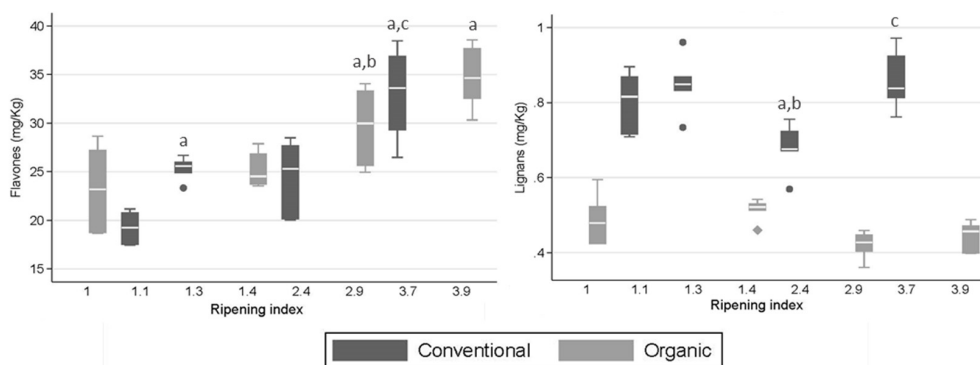 a,c
a
c
40
1
35
a,b
Flavones (mg/Kg)
30
a
25
20
15
Lignans (mg/Kg)
.8
a,b
.6
.4
1 1.1 1.3 1.4 2.4 2.9 3.7 3.9
Ripening index
1 1.1 1.3 1.4 2.4 2.9 3.7 3.9
Ripening index
Conventional Organic